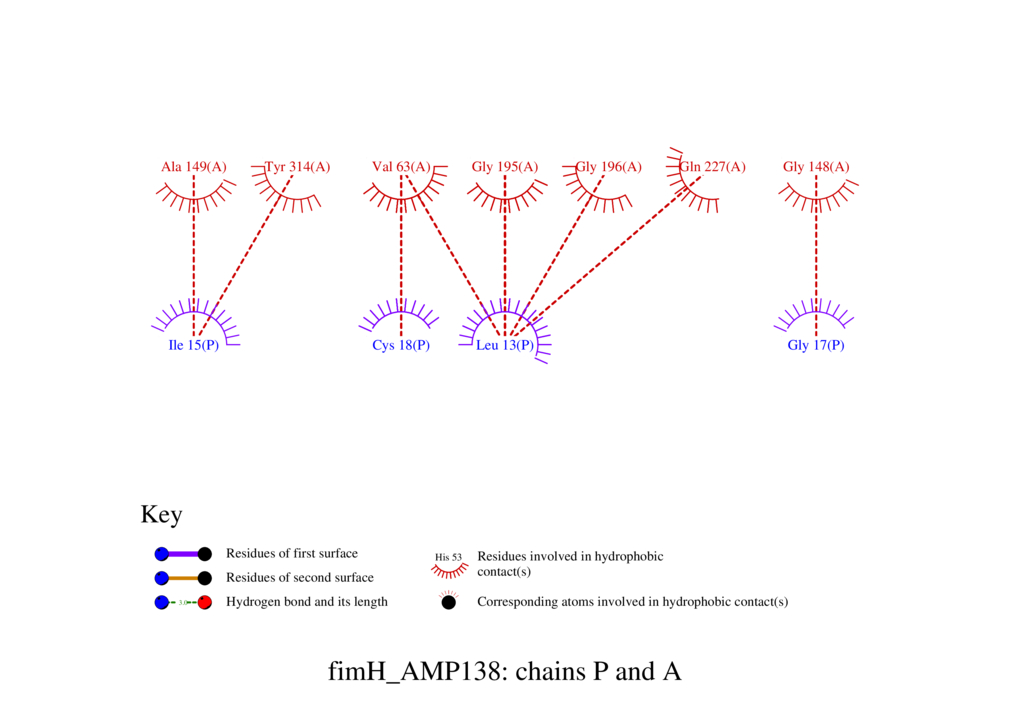 Ala 149(A) Tyr 314(A) Val 63(A) Gly 195(A) Gly 196(A) Gln 227(A) Gly 148(A)
Ile 15(P) Cys 18(P) Leu 13(P) Gly 17(P)
Key
Residues of first surface
Residues of second surface
3.0
Hydrogen bond and its length
His 53
Residues involved in hydrophobic
contact(s)
Corresponding atoms involved in hydrophobic contact(s)
fimH_AMP138: chains P and A